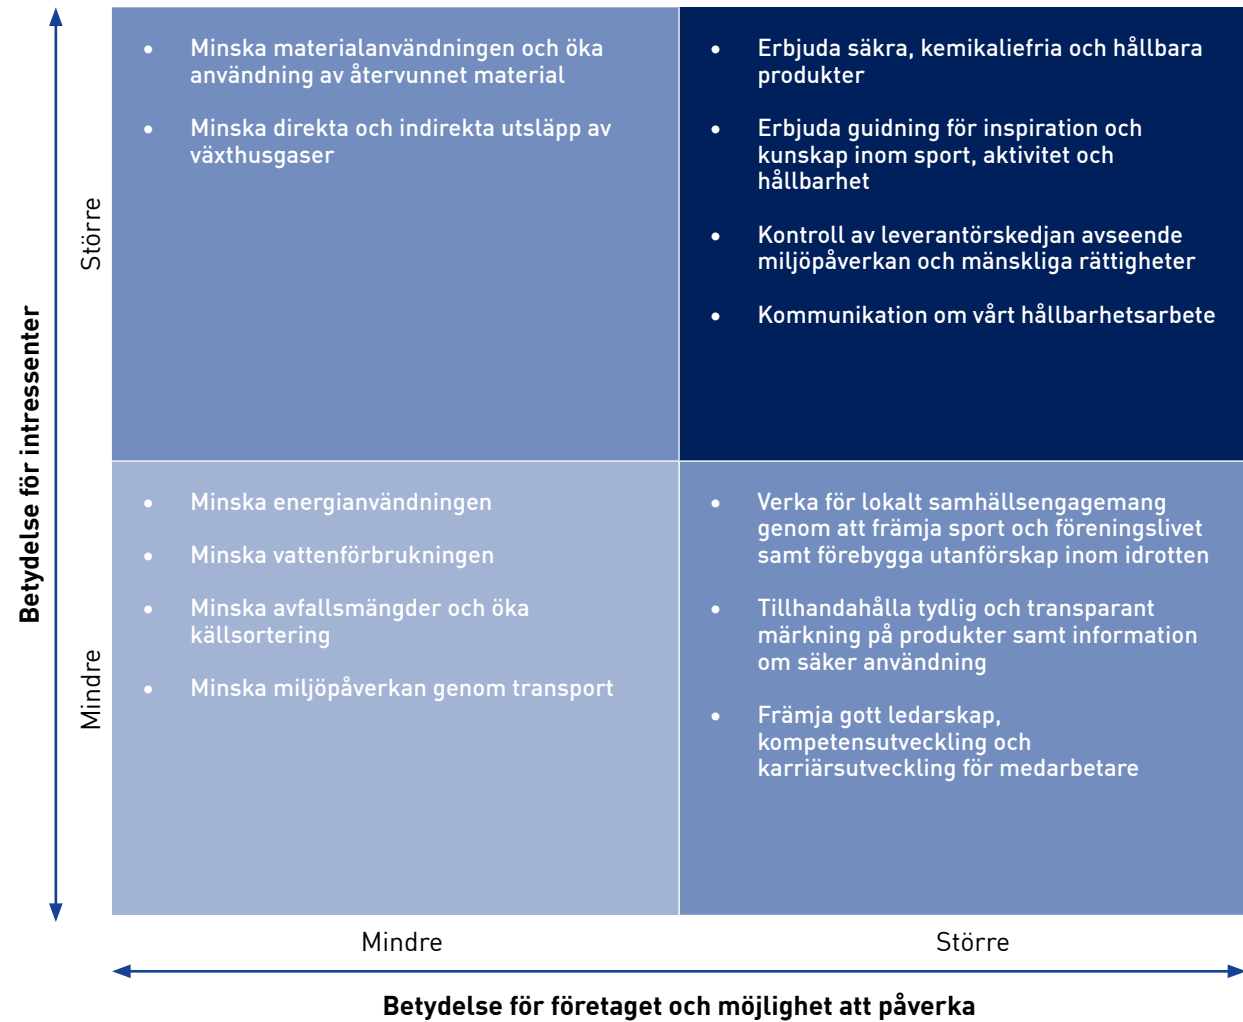 Betydelse för intressenter
Större
Mindre
Minska materialanvändningen och öka
användning av återvunnet material
Minska direkta och indirekta utsläpp av
växthusgaser
Erbjuda säkra, kemikaliefria och hållbara
produkter
Erbjuda guidning för inspiration och
kunskap inom sport, aktivitet och
hållbarhet
Kontroll av leverantörskedjan avseende
miljöpåverkan och mänskliga rättigheter
Kommunikation om vårt hållbarhetsarbete
Minska energianvändningen
Minska vattenförbrukningen
Minska avfallsmängder och öka
källsortering
Minska miljöpåverkan genom transport
Verka för lokalt samhällsengagemang
genom att främja sport och föreningslivet
samt förebygga utanförskap inom idrotten
Tillhandahålla tydlig och transparant
märkning på produkter samt information
om säker användning
Främja gott ledarskap,
kompetensutveckling och
karriärsutveckling för medarbetare
Mindre
Större
Betydelse för företaget och möjlighet att påverka